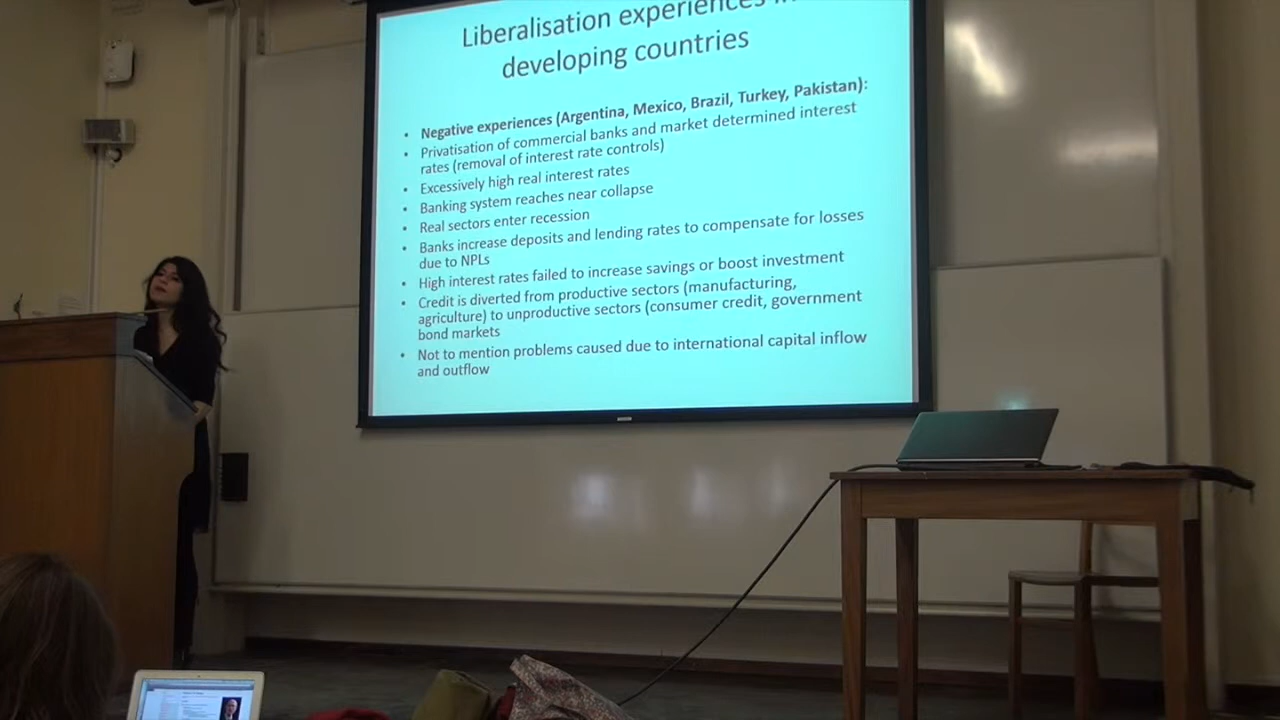 Liberalisation experiences in
developing countries
• Negative experiences (Argentina, Mexico, Brazil, Turkey, Pakistan):
• Privatisation of commercial banks and market determined interest
rates (removal of interest rate controls)
• Excessively high real interest rates
• Banking system reaches near collapse
• Real sectors enter recession
• Banks increase deposits and lending rates to compensate for losses
due to NPLs
• High interest rates failed to increase savings or boost investment
• Credit is diverted from productive sectors (manufacturing,
agriculture) to unproductive sectors (consumer credit, government
bond markets
• Not to mention problems caused due to international capital inflow
and outflow